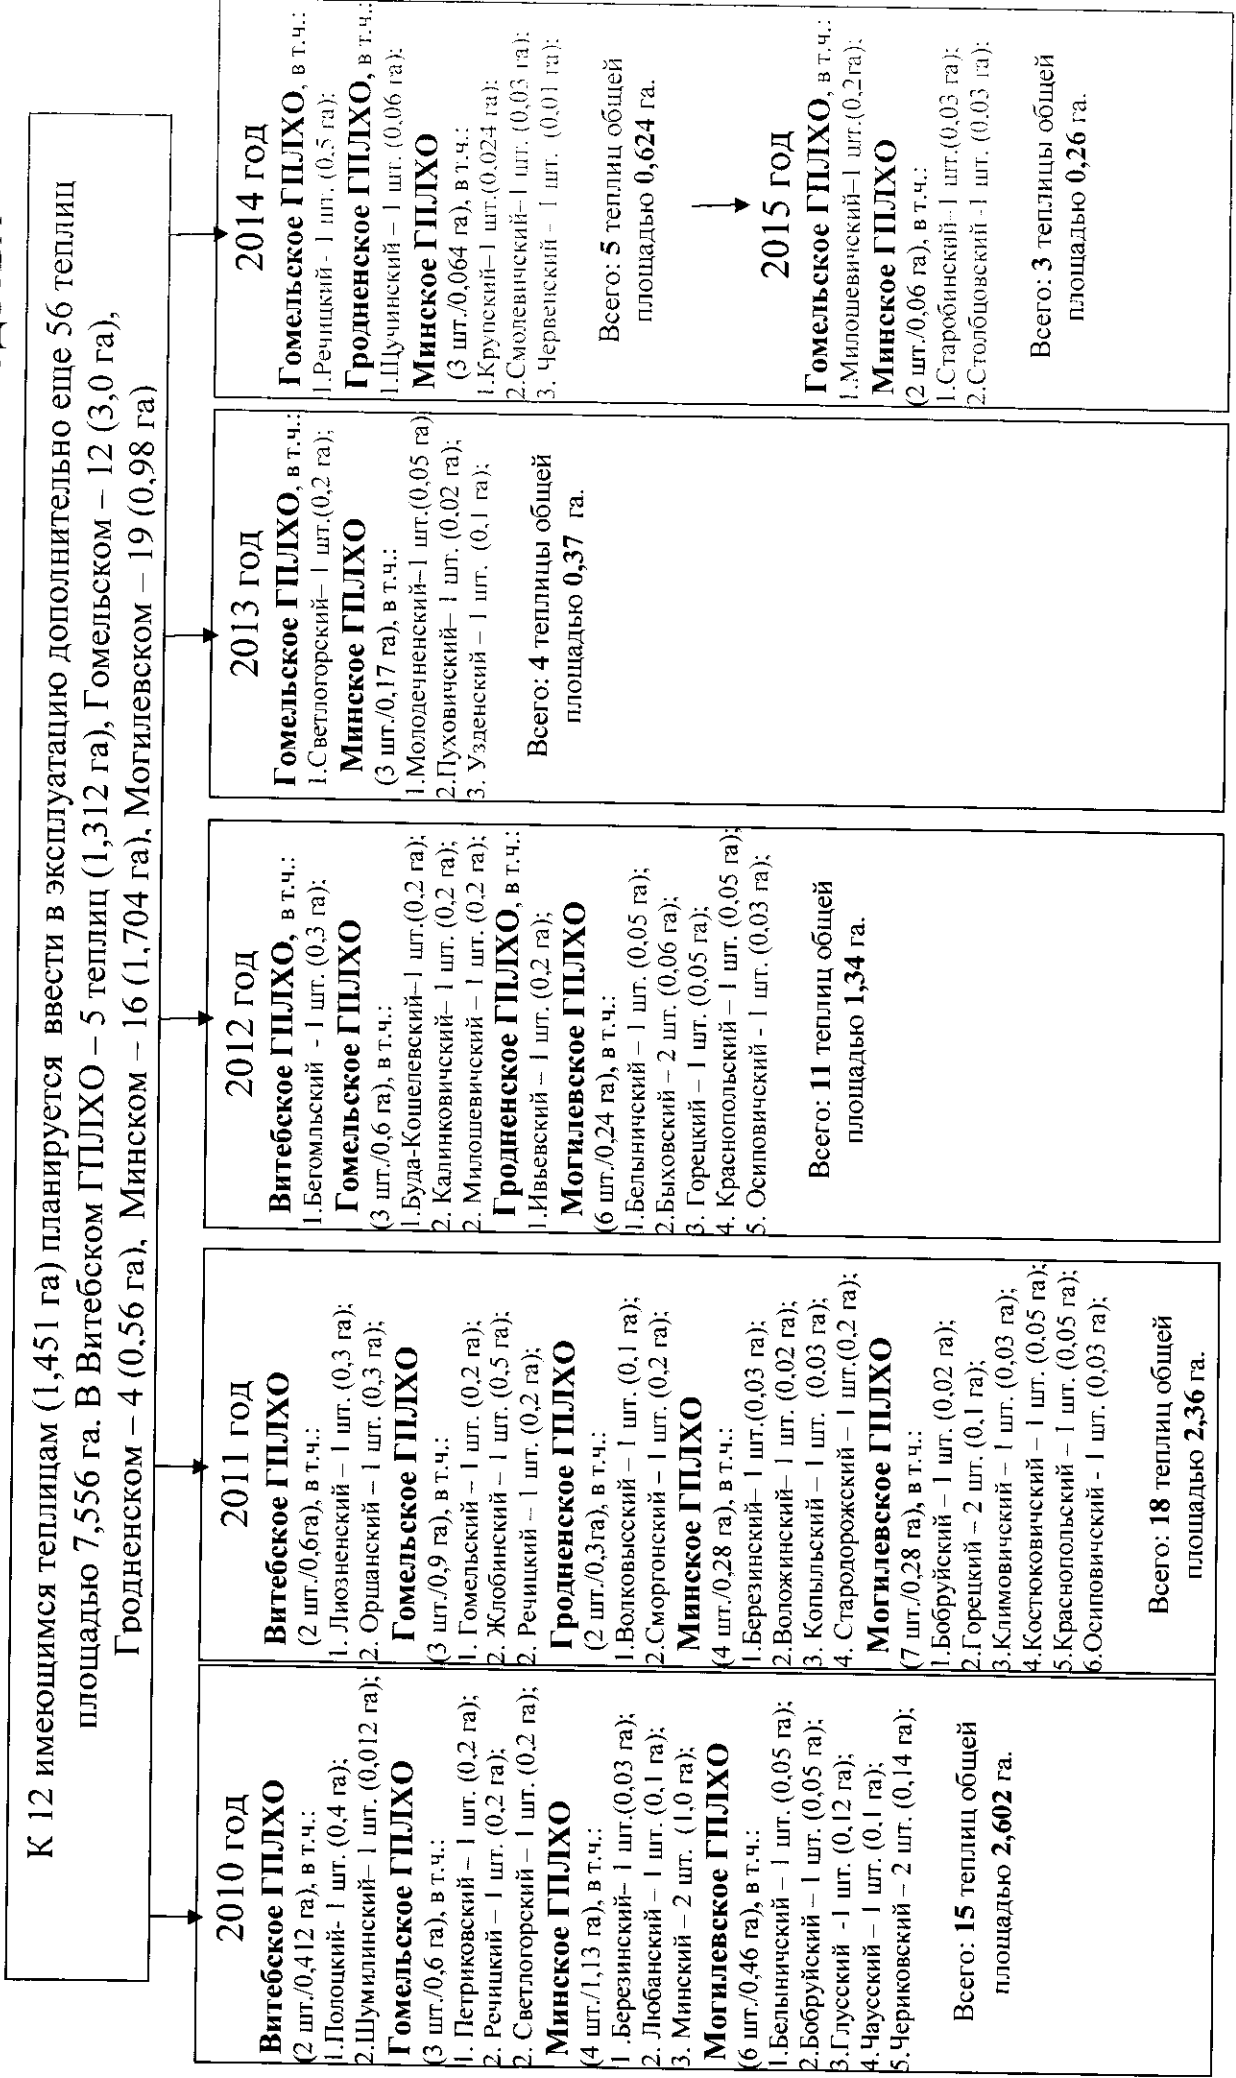 К 12 имеющимся теплицам (1,451 га) планируется ввести в эксплуатацию дополнительно еще 56 теплиц
площадью 7,556 га. В Витебском ГПЛХО – 5 теплиц (1,312 га), Гомельском – 12 (3,0 га),
Гродненском – 4 (0,56 га), Минском – 16 (1,704 га), Могилевском – 19 (0,98 га)
2010 год
Витебское ГПЛХО
(2 шт./0,412 га), в т.ч.:
1.Полоцкий- 1 шт. (0,4 га);
2.Шумилинский– 1 шт. (0,012 га);
Гомельское ГПЛХО
(3 шт./0,6 га), в т.ч.:
1. Петриковский – 1 шт. (0,2 га);
2. Речицкий – 1 шт. (0,2 га);
2. Светлогорский – 1 шт. (0,2 га);
Минское ГПЛХО
(4 шт./1,13 га), в т.ч.:
1.Березинский– 1 шт.(0,03 га);
2. Любанский – 1 шт. (0,1 га);
3. Минский – 2 шт. (1,0 га);
Могилевское ГПЛХО
(6 шт./0,46 га), в т.ч.:
1.Белыничский – 1 шт. (0,05 га);
2.Бобруйский – 1 шт. (0,05 га);
3.Глусский -1 шт. (0,12 га);
4. Чаусский – 1 шт. (0,1 га);
5.Чериковский – 2 шт. (0,14 га);
Всего: 15 теплиц общей
площадью 2,602 га.
2011 год
Витебское ГПЛХО
(2 шт./0,6га), в т.ч.:
1. Лиозненский – 1 шт. (0,3 га);
2. Оршанский – 1 шт. (0,3 га);
Гомельское ГПЛХО
(3 шт./0,9 га), в т.ч.:
1. Гомельский – 1 шт. (0,2 га);
2. Жлобинский – 1 шт. (0,5 га);
2. Речицкий – 1 шт. (0,2 га);
Гродненское ГПЛХО
(2 шт./0,3га), в т.ч.:
1.Волковысский – 1 шт. (0,1 га);
2.Сморгонский – 1 шт. (0,2 га);
Минское ГПЛХО
(4 шт./0,28 га), в т.ч.:
1.Березинский– 1 шт.(0,03 га);
2.Воложинский– 1 шт. (0,02 га);
3. Копыльский – 1 шт. (0,03 га);
4. Стародорожский – 1 шт.(0,2 га);
Могилевское ГПЛХО
(7 шт./0,28 га), в т.ч.:
1.Бобруйский – 1 шт. (0,02 га);
2.Горецкий – 2 шт. (0,1 га);
3.Климовичский – 1 шт. (0,03 га);
4.Костюковичский – 1 шт. (0,05 га);
5.Краснопольский – 1 шт. (0,05 га);
6.Осиповичский - 1 шт. (0,03 га);
Всего: 18 теплиц общей
площадью 2,36 га.
2012 год
Витебское ГПЛХО, в т.ч.:
1.Бегомльский - 1 шт. (0,3 га);
Гомельское ГПЛХО
(3 шт./0,6 га), в т.ч.:
1.Буда-Кошелевский– 1 шт.(0,2 га);
2. Калинковичский– 1 шт. (0,2 га);
2. Милошевичский – 1 шт. (0,2 га);
Гродненское ГПЛХО, в т.ч.:
1.Ивьевский – 1 шт. (0,2 га);
Могилевское ГПЛХО
(6 шт./0,24 га), в т.ч.:
1.Белыничский – 1 шт. (0,05 га);
2.Быховский – 2 шт. (0,06 га);
3. Горецкий – 1 шт. (0,05 га);
4. Краснопольский – 1 шт. (0,05 га);
5. Осиповичский - 1 шт. (0,03 га);
Всего: 11 теплиц общей
площадью 1,34 га.
2013 год
Гомельское ГПЛХО, в т.ч.:
1.Светлогорский– 1 шт.(0,2 га);
Минское ГПЛХО
(3 шт./0,17 га), в т.ч.:
1.Молодечненский–1 шт.(0,05 га)
2.Пуховичский– 1 шт. (0,02 га);
3. Узденский – 1 шт. (0,1 га);
Всего: 4 теплицы общей
площадью 0,37 га.
2014 год
Гомельское ГПЛХО, в т.ч.:
1.Речицкий- 1 шт. (0,5 га);
Гродненское ГПЛХО, в т.ч.:
1.Щучинский – 1 шт. (0,06 га);
Минское ГПЛХО
(3 шт./0,064 га), в т.ч.:
1.Крупский– 1 шт.(0,024 га);
2.Смолевичский– 1 шт. (0,03 га);
3. Червенский – 1 шт. (0,01 га);
Всего: 5 теплиц общей
площадью 0,624 га.
2015 год
Гомельское ГПЛХО, в т.ч.:
1.Милошевичский–1 шт.(0,2га);
Минское ГПЛХО
(2 шт./0,06 га), в т.ч.:
1.Старобинский–1 шт.(0,03 га);
2.Столбцовский -1 шт. (0,03 га);
Всего: 3 теплицы общей
площадью 0,26 га.